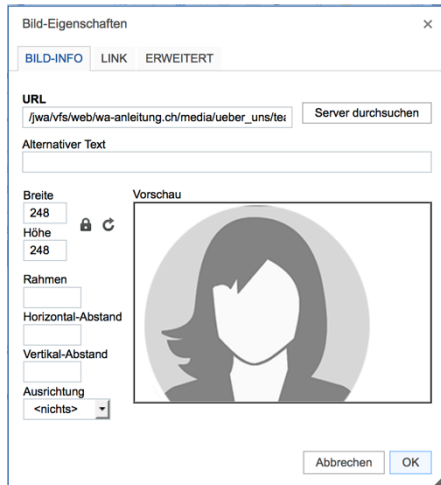 Bild-Eigenschaften
BILD-INFO LINK ERWEITERT
URL
/jwa/vfs/web/wa-anleitung.ch/media/ueber_uns/tea
Server durchsuchen
Alternativer Text
Breite
248
Höhe
248
Vorschau
Rahmen
Horizontal-Abstand
Vertikal-Abstand
Ausrichtung
<nichts>
Abbrechen OK